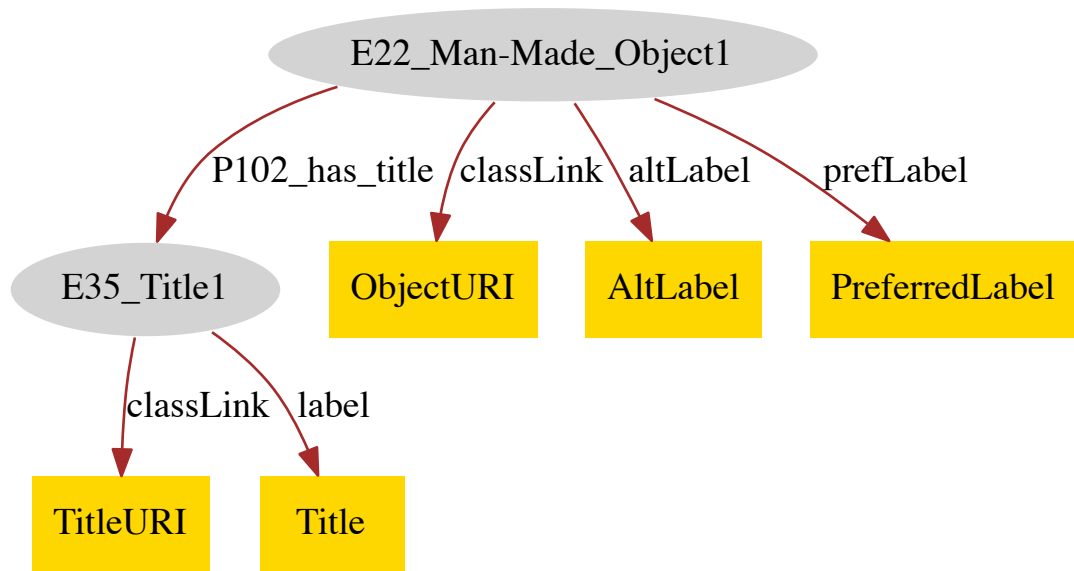 E22_Man-Made_Object1
P102_has_title
classLink
altLabel
prefLabel
E35_Title1
ObjectURI
AltLabel
PreferredLabel
classLink
label
TitleURI
Title